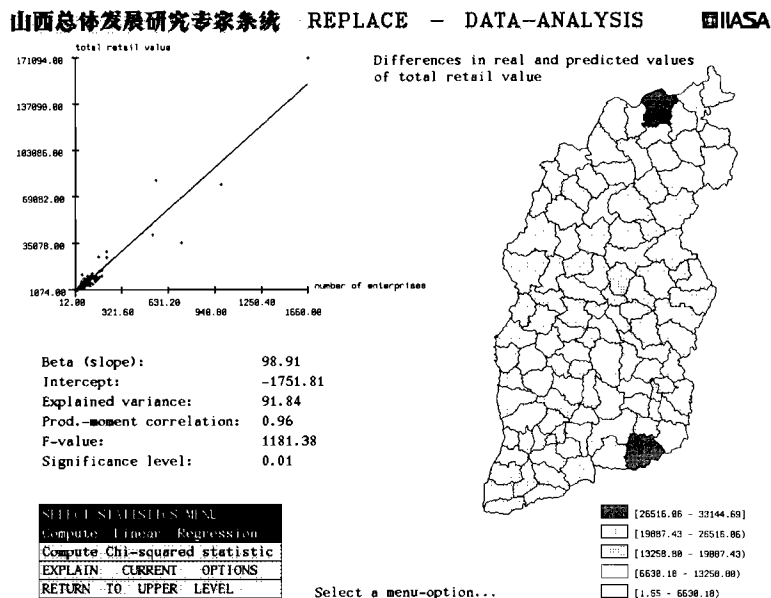 山西总体发展研究专家系统 REPLACE — DATA-ANALYSIS IIASA
total retail value
171094.00
137090.00
103086.00
69082.00
35078.00
1074.00
12.00
321.60
631.20
940.80
1250.40
1660.00
number of enterprises
Differences in real and predicted values
of total retail value
Beta (slope): 98.91
Intercept: -1751.81
Explained variance: 91.84
Prod.-moment correlation: 0.96
F-value: 1181.38
Significance level: 0.01
SELECT STATISTICS MENU
Compute Linear Regression
Compute Chi-squared statistic
EXPLAIN CURRENT OPTIONS
RETURN TO UPPER LEVEL
Select a menu-option...
[26516.06 - 33144.69]
[19887.43 - 26516.06)
[13258.80 - 19887.43)
[6630.18 - 13258.80)
[1.55 - 6630.18)